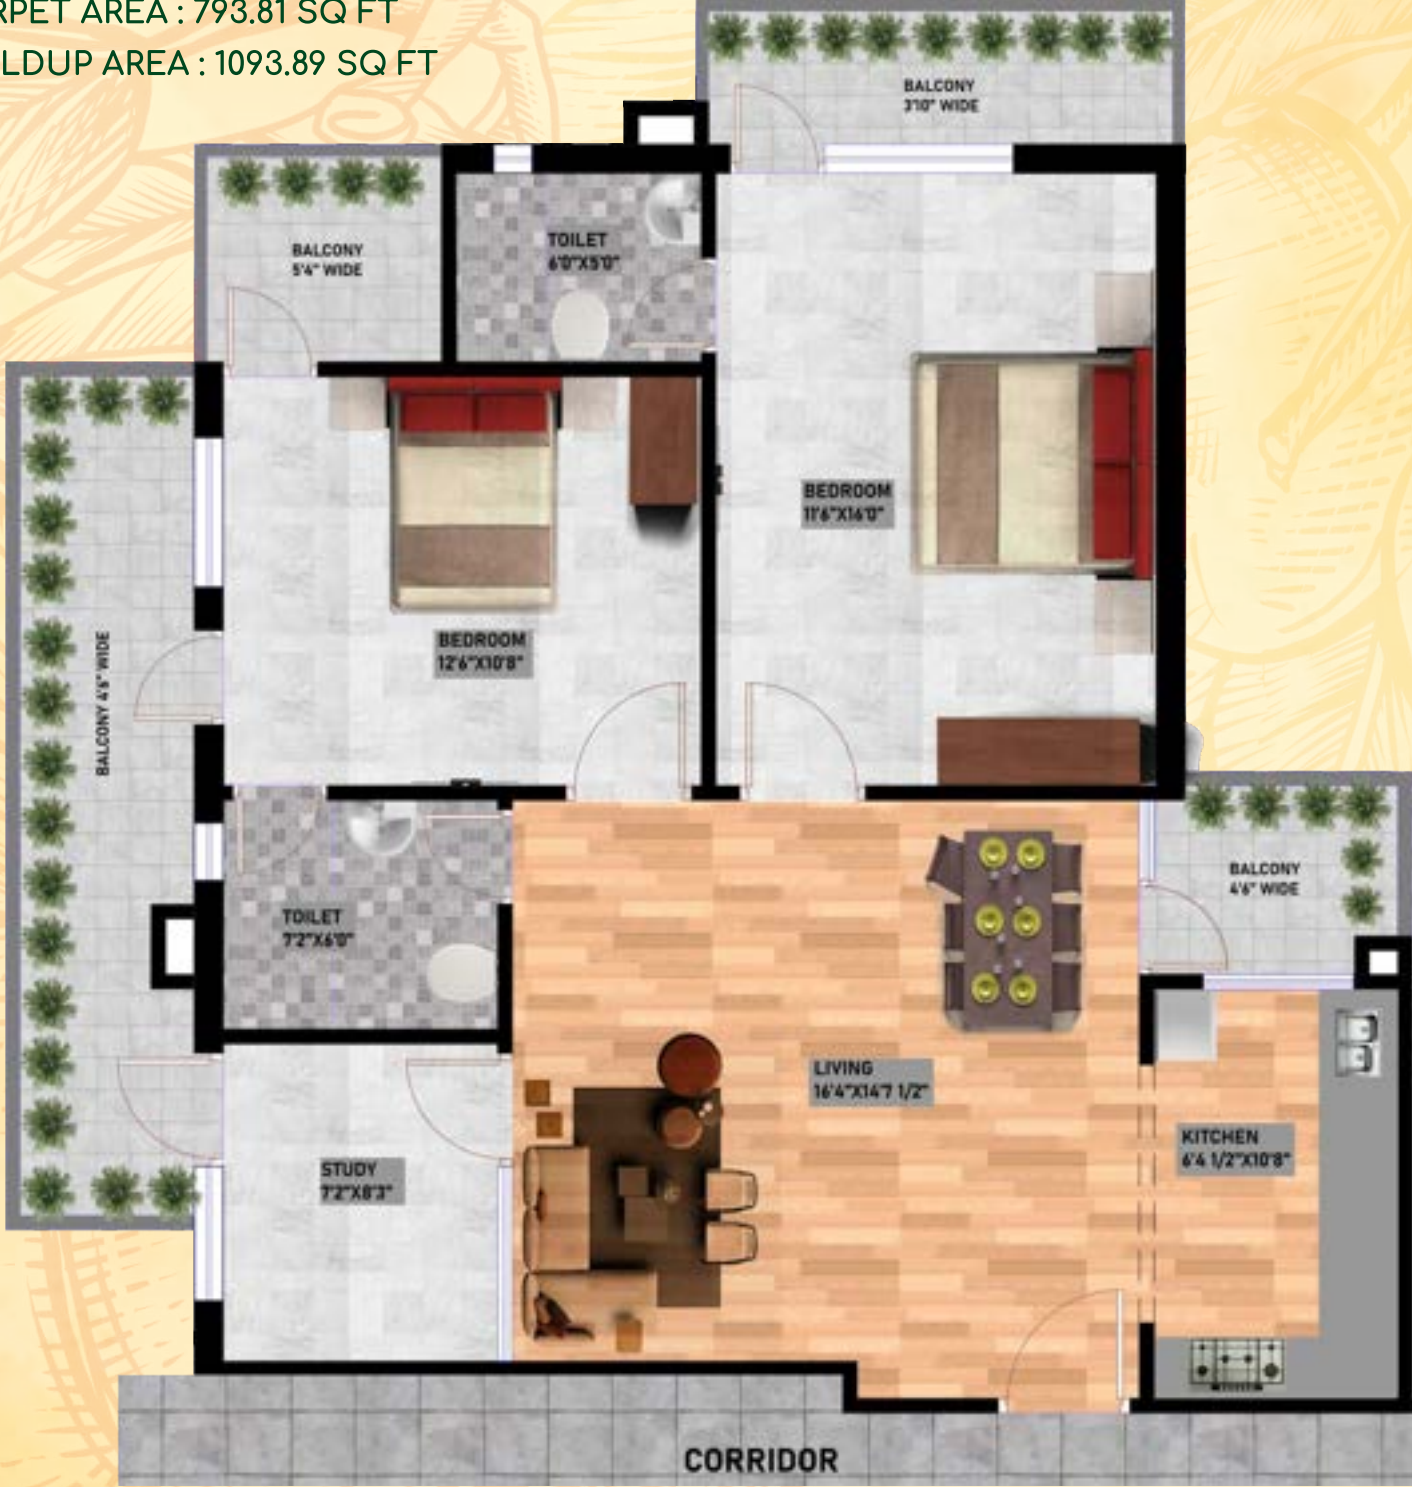 RPET AREA : 793.81 SQ FT
LDUP AREA : 1093.89 SQ FT
BALCONY
3'10" WIDE
BALCONY
5'4" WIDE
TOILET
6'0"X5'0"
BEDROOM
11'6"X16'0"
BEDROOM
12'6"X10'8"
BALCONY 4'6" WIDE
BALCONY
4'6" WIDE
TOILET
7'2"X6'0"
LIVING
16'4"X14'7 1/2"
KITCHEN
6'4 1/2"X10'8"
STUDY
7'2"X8'3"
CORRIDOR